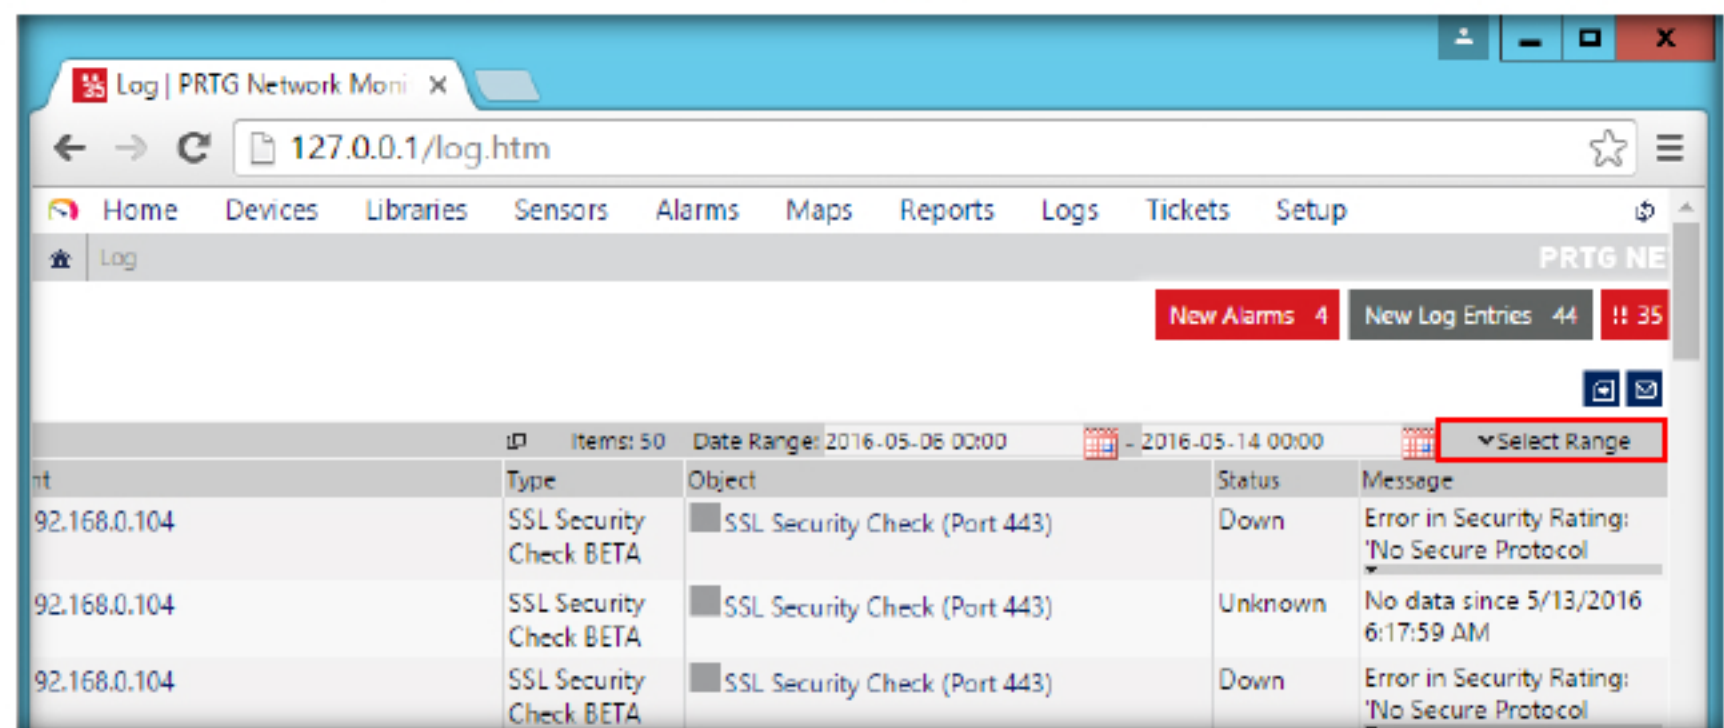 Log | PRTG Network Moni
127.0.0.1/log.htm
Home Devices Libraries Sensors Alarms Maps Reports Logs Tickets Setup
Log PRTG NE
New Alarms 4 New Log Entries 44 !! 35
Items: 50 Date Range: 2016-05-06 00:00 - 2016-05-14 00:00 Select Range
nt Type Object Status Message
92.168.0.104 SSL Security SSL Security Check (Port 443) Down Error in Security Rating:
Check BETA 'No Secure Protocol
92.168.0.104 SSL Security SSL Security Check (Port 443) Unknown No data since 5/13/2016
Check BETA 6:17:59 AM
92.168.0.104 SSL Security SSL Security Check (Port 443) Down Error in Security Rating:
Check BETA 'No Secure Protocol